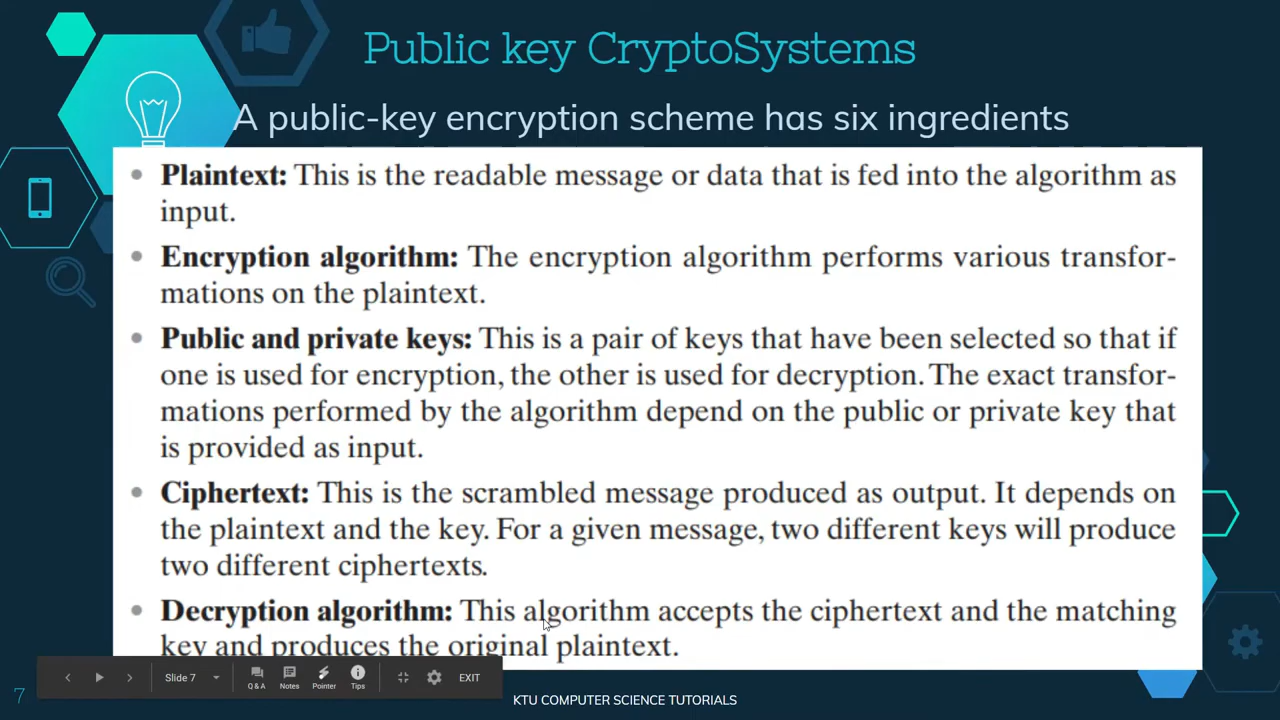 Public key CryptoSystems
A public-key encryption scheme has six ingredients
• Plaintext: This is the readable message or data that is fed into the algorithm as
input.
• Encryption algorithm: The encryption algorithm performs various transfor-
mations on the plaintext.
• Public and private keys: This is a pair of keys that have been selected so that if
one is used for encryption, the other is used for decryption. The exact transfor-
mations performed by the algorithm depend on the public or private key that
is provided as input.
• Ciphertext: This is the scrambled message produced as output. It depends on
the plaintext and the key. For a given message, two different keys will produce
two different ciphertexts.
• Decryption algorithm: This algorithm accepts the ciphertext and the matching
key and produces the original plaintext.
Slide 7
Q & A
Notes
Pointer
Tips
EXIT
7
KTU COMPUTER SCIENCE TUTORIALS